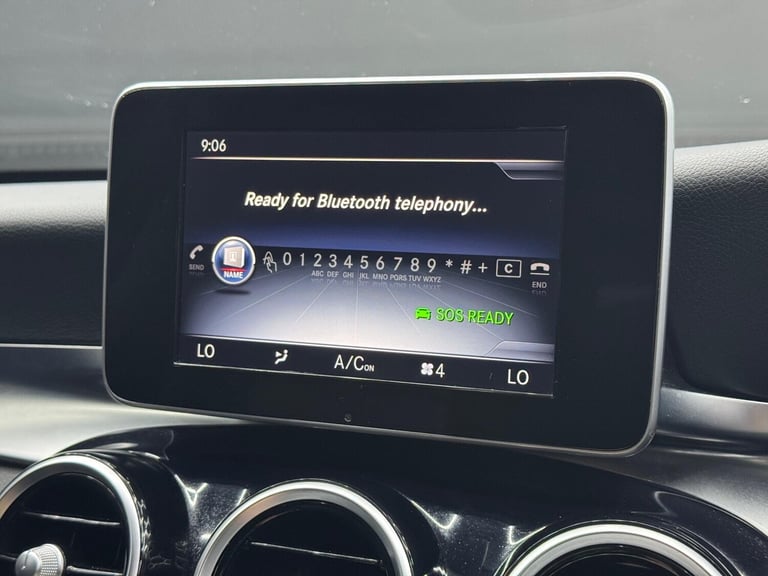 9:06
Ready for Bluetooth telephony...
SEND NAME 0 1 2 3 4 5 6 7 8 9 * # + C END
ABC DEF GHI JKL MNO PQRS TUV WXYZ
SOS READY
LO A/C ON 4 LO